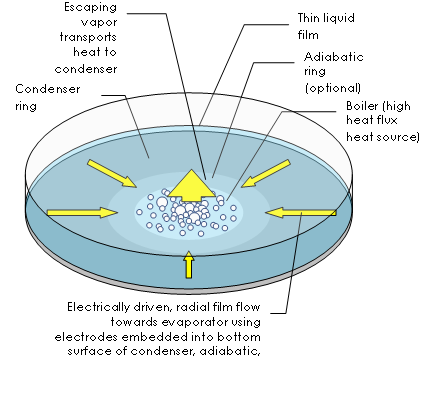 Escaping
vapor
transports
heat to
condenser
Thin liquid
film
Adiabatic
ring
(optional)
Condenser
ring
Boiler (high
heat flux
heat source)
Electrically driven, radial film flow
towards evaporator using
electrodes embedded into bottom
surface of condenser, adiabatic,